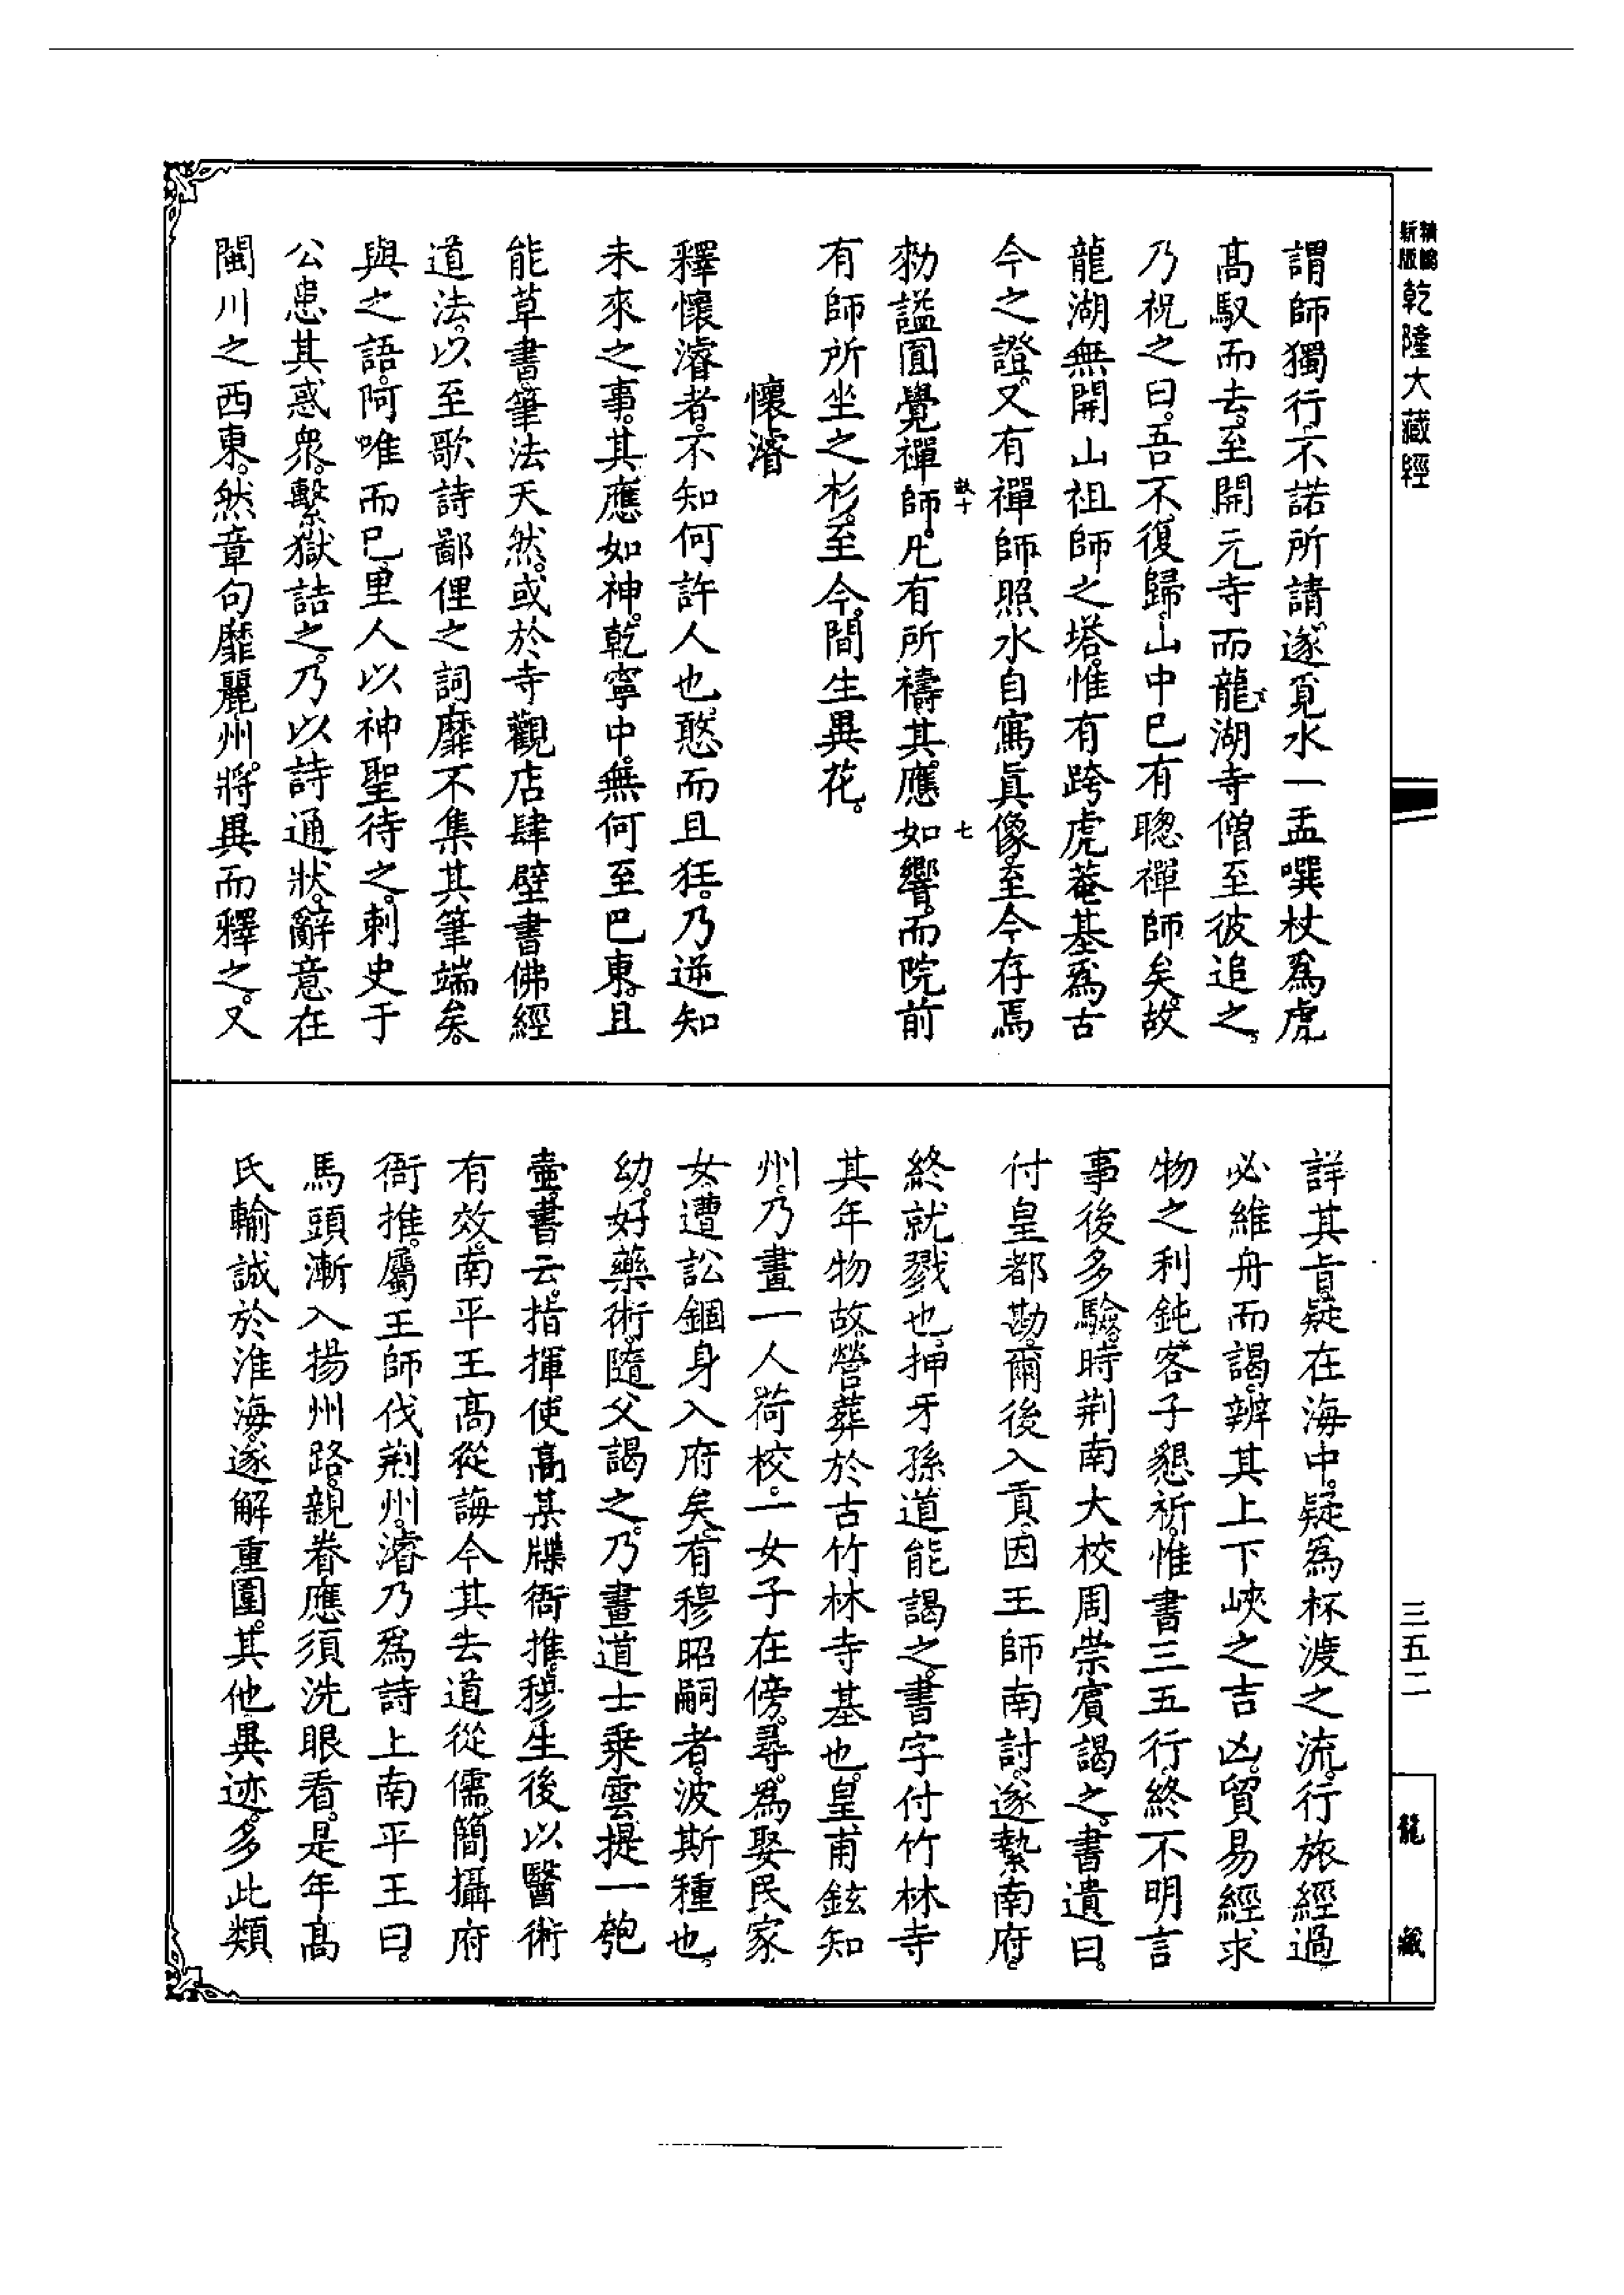 精縮新版乾隆大藏經
謂師獨行不諾所請。遂覓水一盂噀杖爲虎
高馭而去。至開元寺而龍湖寺僧至彼追之。
乃祝之曰。吾不復歸山中已有聰禪師矣。故
龍湖無開山祖師之塔。惟有跨虎菴基爲古
今之證。又有禪師照水自寫眞像。至今存焉
勑謚圓覺禪師。凡有所禱其應如響。而院前
有師所坐之杉。至今。間生異花。
懷濬
釋懷濬者。不知何許人也。憨而且狂。乃逆知
未來之事。其應如神。乾寧中。無何至巴東。且
能草書筆法天然。或於寺觀店肆壁書佛經
道法。以至歌詩鄙俚之詞靡不集其筆端矣。
與之語。阿唯而已。里人以神聖待之。刺史于
公患其惑衆。繫獄詰之。乃以詩通狀。辭意在
閩川之西東。然章句靡麗州。將異而釋之。又
詳其旨。疑在海中。疑爲杯渡之流。行旅經過
必維舟而謁。辨其上下峽之吉凶。貿易經求
物之利鈍。客子懇祈。惟書三五行。終不明言
事後多驗。時荆南大校周崇賓謁之。書遺曰。
付皇都勘。爾後入貢因王師南討。遂縶南府。
終就戮也。押牙孫道能謁之。書字付竹林寺
其年物故。營葬於古竹林寺基也。皇甫鉉知
州。乃畫一人荷校。一女子在傍。尋。爲娶民家
女遭訟錮身入府矣。有穆昭嗣者。波斯種也。
幼。好藥術。隨父謁之。乃畫道士乗雲提一匏
壷。書云。指揮使高某牒衙推。穆生後以醫術
有效。南平王高從誨令其去道從儒。簡攝府
衙推。屬王師伐荆州。濬乃爲詩上南平王曰。
馬頭漸入揚州路。親眷應須洗眼看。是年高
氏輸誠於淮海。遂解重圍。其他異迹。多此類
三五二
龍藏